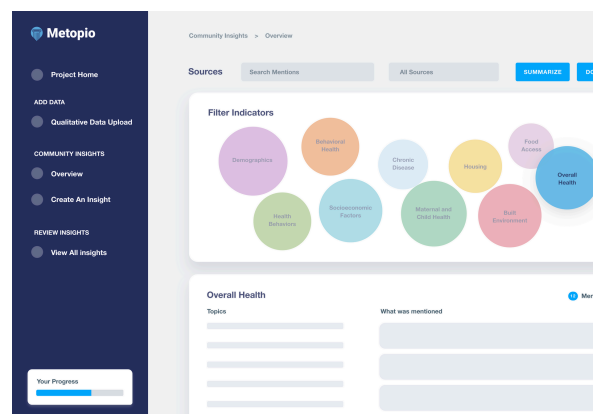 Metopio
Project Home
ADD DATA
Qualitative Data Upload
COMMUNITY INSIGHTS
Overview
Create An Insight
REVIEW INSIGHTS
View All insights
Your Progress
Community Insights > Overview
Sources
Search Mentions
All Sources
SUMMARIZE
DO
Filter Indicators
Demographics
Behavioral
Health
Chronic
Disease
Housing
Food
Access
Overall
Health
Health
Behaviors
Socioeconomic
Factors
Maternal and
Child Health
Built
Environment
Overall Health
Mer
Topics
What was mentioned